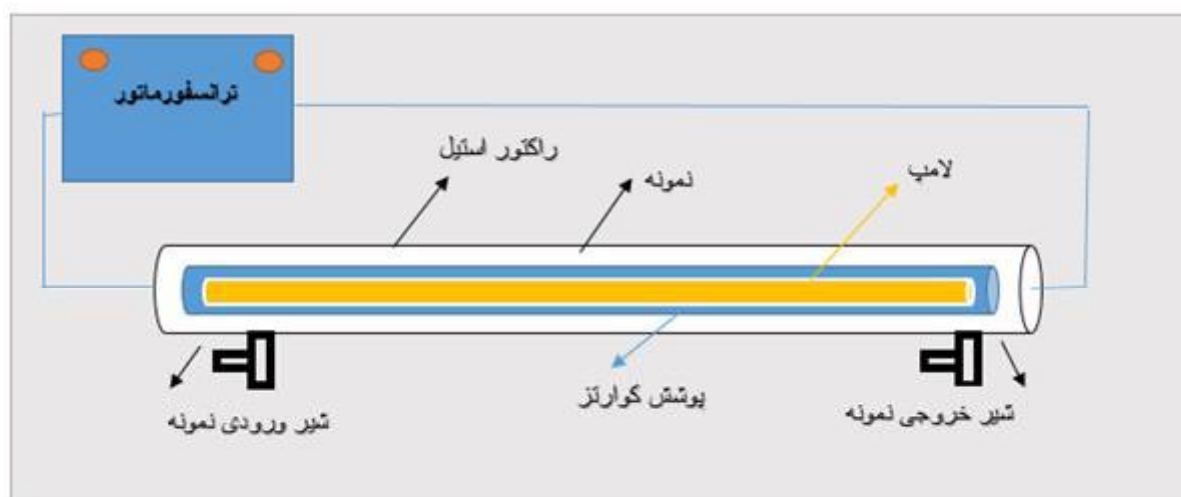 ترانسفورماتور
راکتور استیل
نمونه
لامپ
پوشش کوارتز
شیر ورودی نمونه
شیر خروجی نمونه